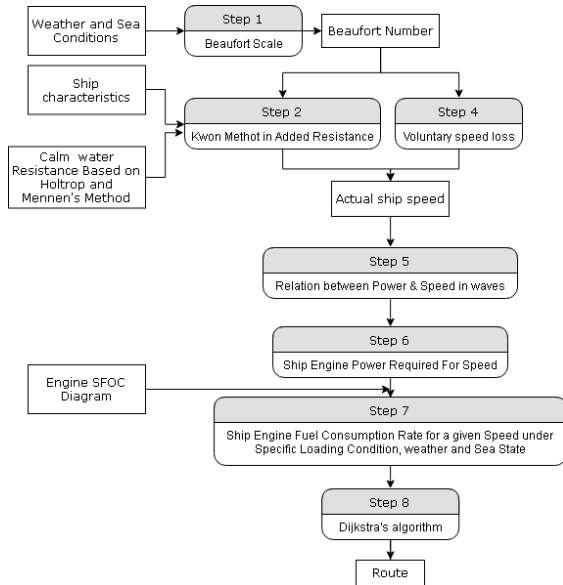 Weather and Sea
Conditions
Step 1
Beaufort Scale
Beaufort Number
Ship
characteristics
Step 2
Kwon Methot in Added Resistance
Step 4
Voluntary speed loss
Calm water
Resistance Based on
Holtrop and
Mennen's Method
Actual ship speed
Step 5
Relation between Power & Speed in waves
Step 6
Ship Engine Power Required For Speed
Engine SFOC
Diagram
Step 7
Ship Engine Fuel Consumption Rate for a given Speed under
Specific Loading Condition, weather and Sea State
Step 8
Dijkstra's algorithm
Route